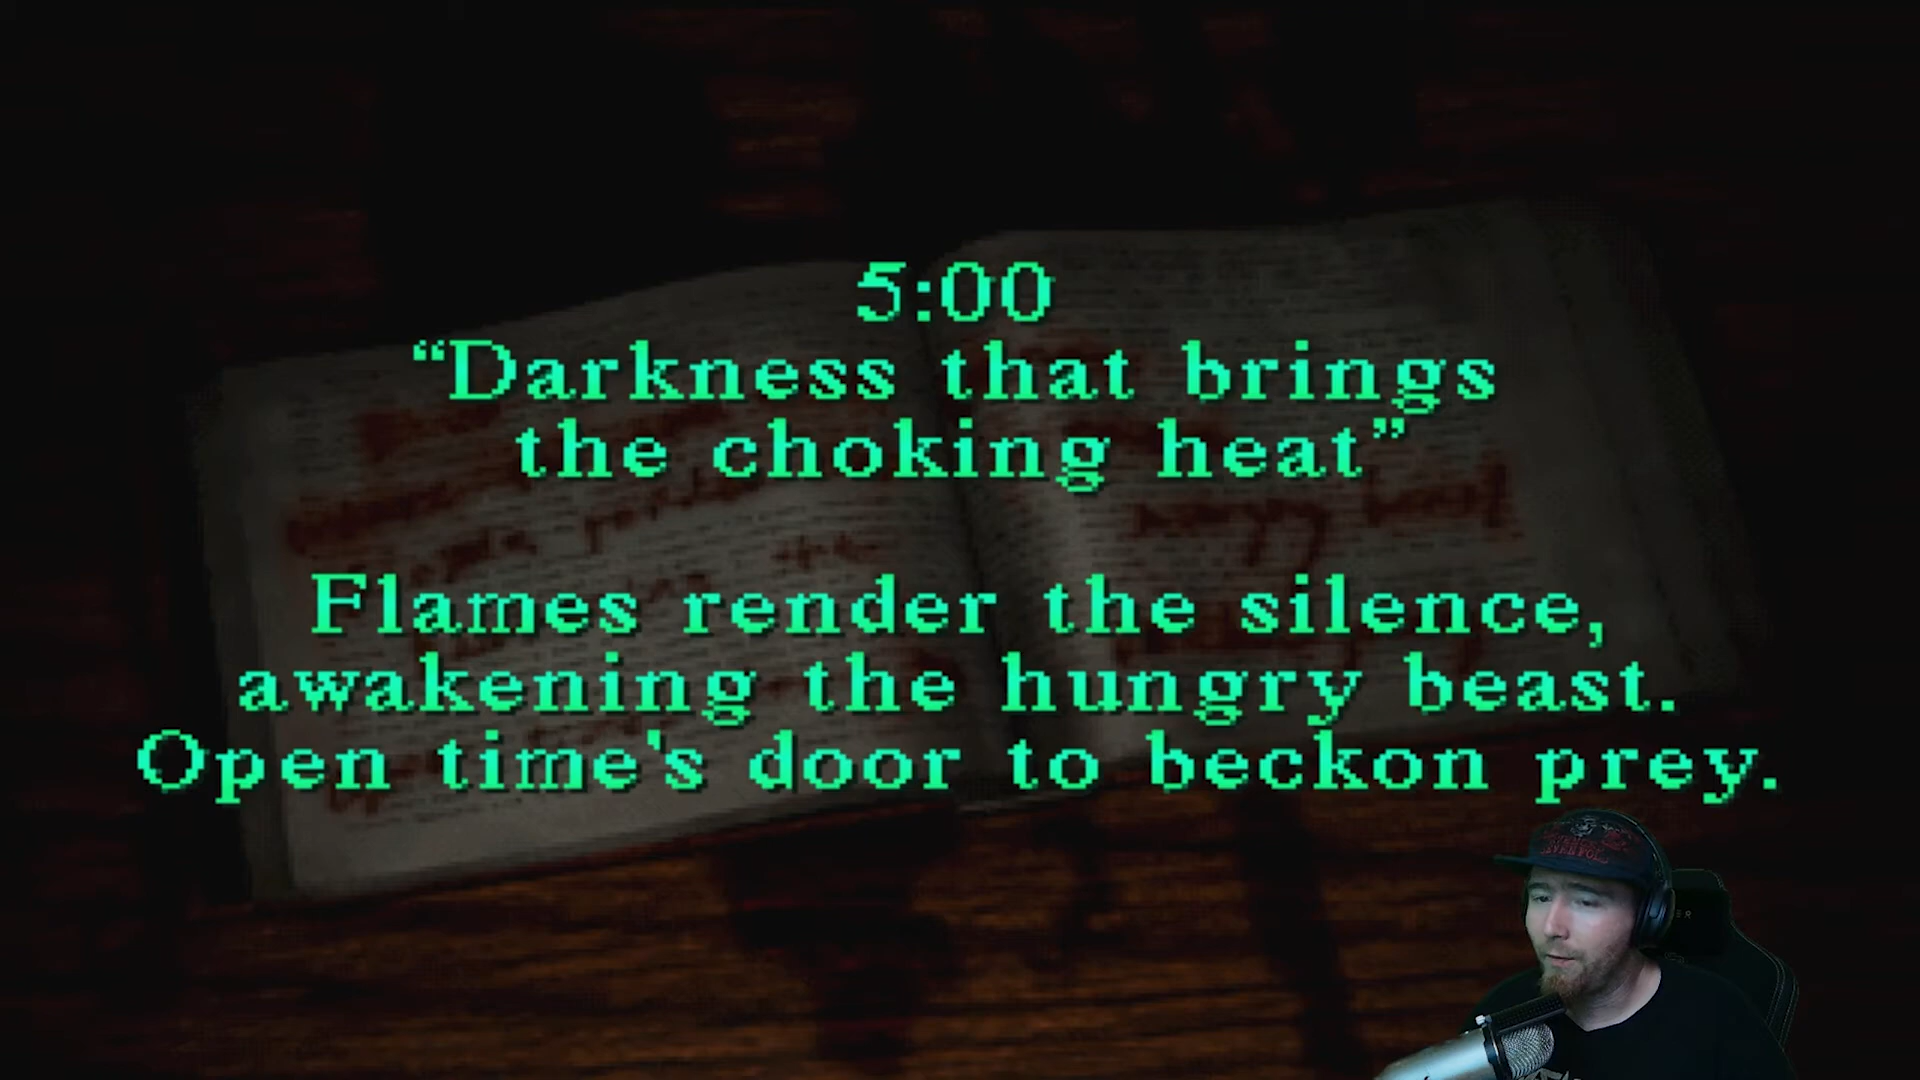 5:00
“Darkness that brings
the choking heat”
Flames render the silence,
awakening the hungry beast.
Open time's door to beckon prey.